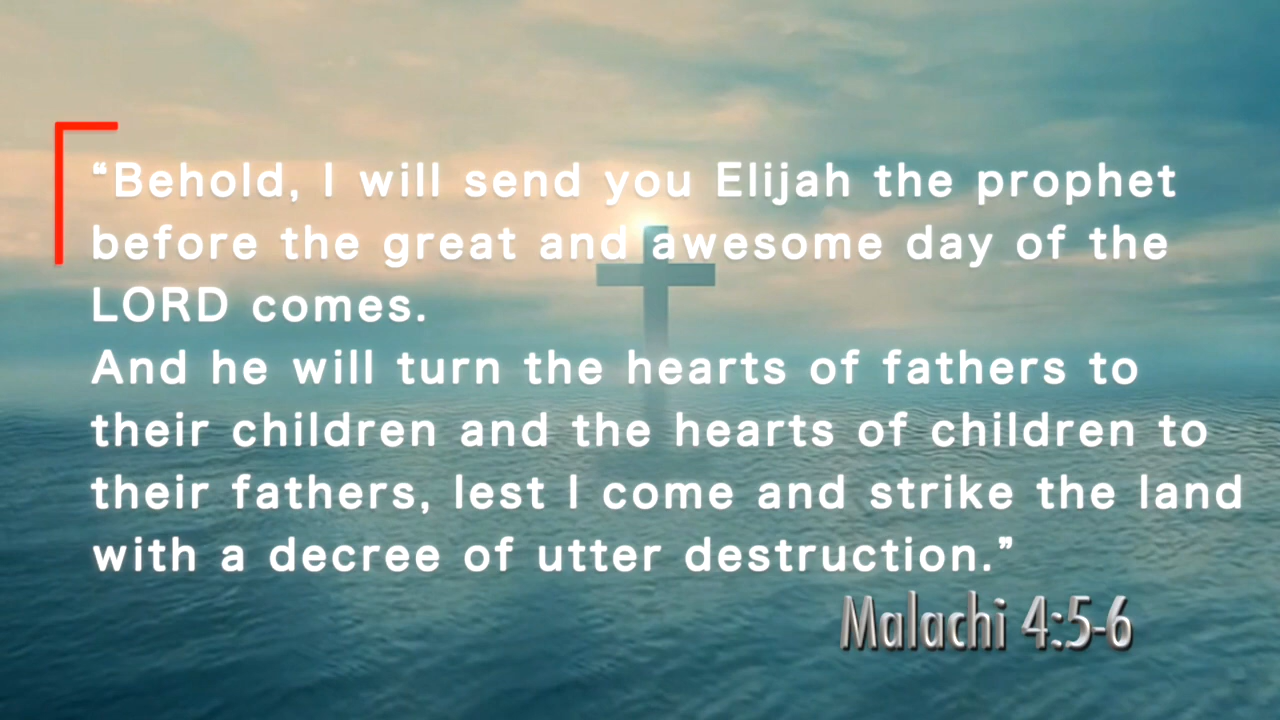 “Behold, I will send you Elijah the prophet
before the great and awesome day of the
LORD comes.
And he will turn the hearts of fathers to
their children and the hearts of children to
their fathers, lest I come and strike the land
with a decree of utter destruction.”
Malachi 4:5-6